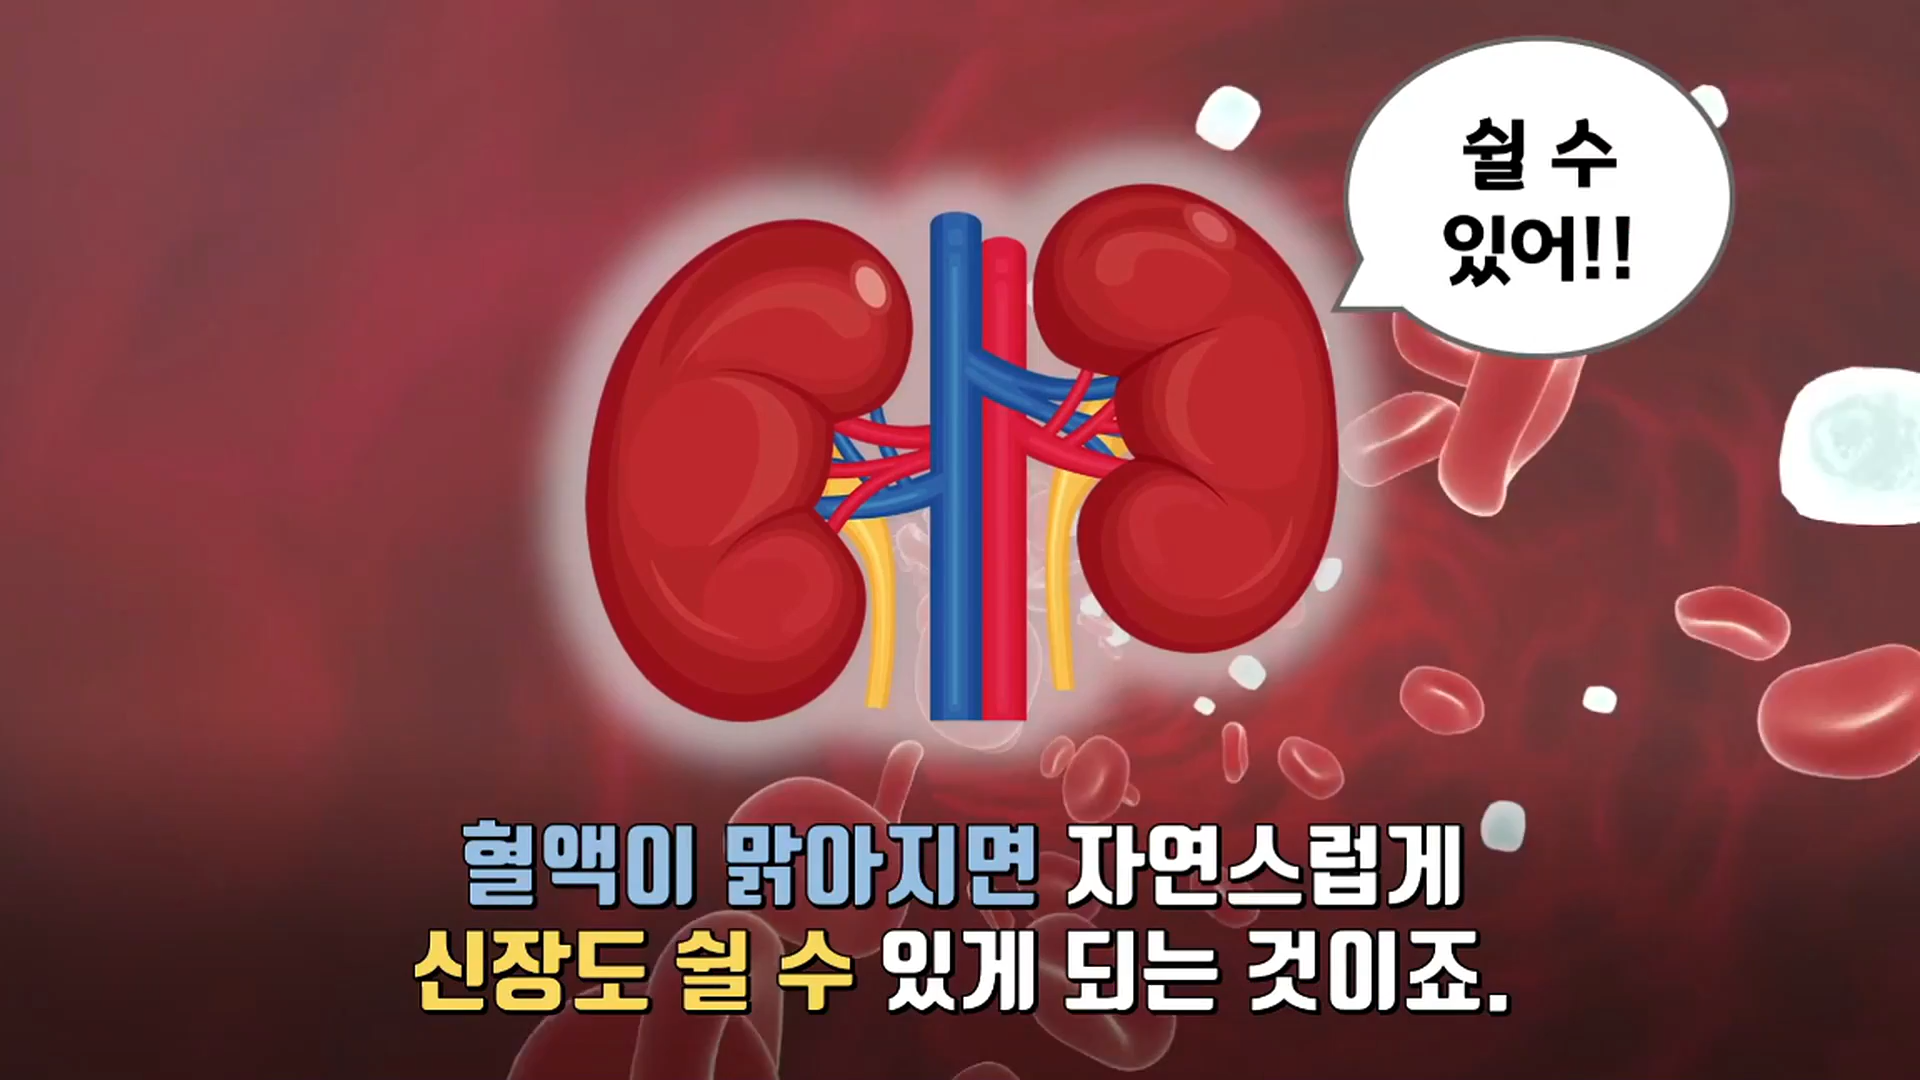 쉴 수
있어!!
혈액이 맑아지면 자연스럽게
신장도 쉴 수 있게 되는 것이죠.